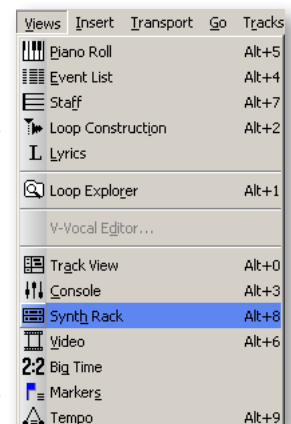 Views Insert Transport Go Tracks
Piano Roll Alt+5
Event List Alt+4
Staff Alt+7
Loop Construction Alt+2
L Lyrics
Loop Explorer Alt+1
V-Vocal Editor...
Track View Alt+0
Console Alt+3
Synth Rack Alt+8
Video Alt+6
2:2 Big Time
Markers
Tempo Alt+9